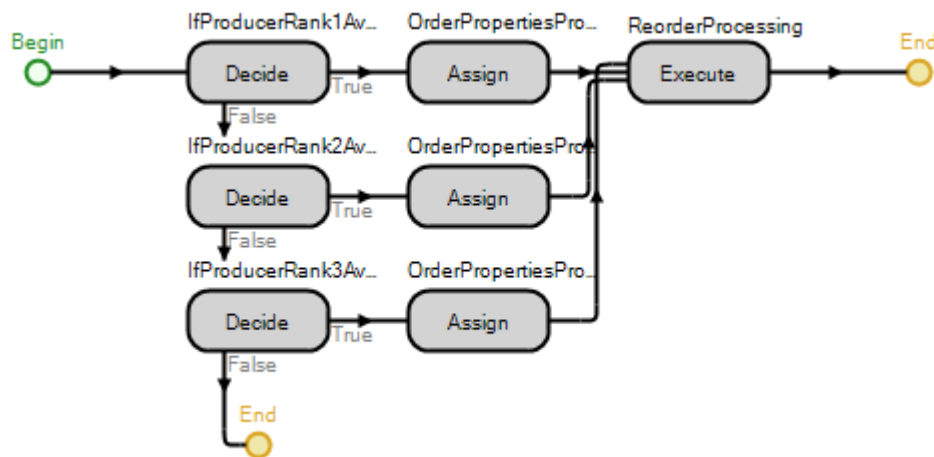 IfProducerRank1Av...
OrderPropertiesPro...
ReorderProcessing
Begin
End
Decide
True
Assign
Execute
False
IfProducerRank2Av...
OrderPropertiesPro...
Decide
True
Assign
False
IfProducerRank3Av...
OrderPropertiesPro...
Decide
True
Assign
False
End